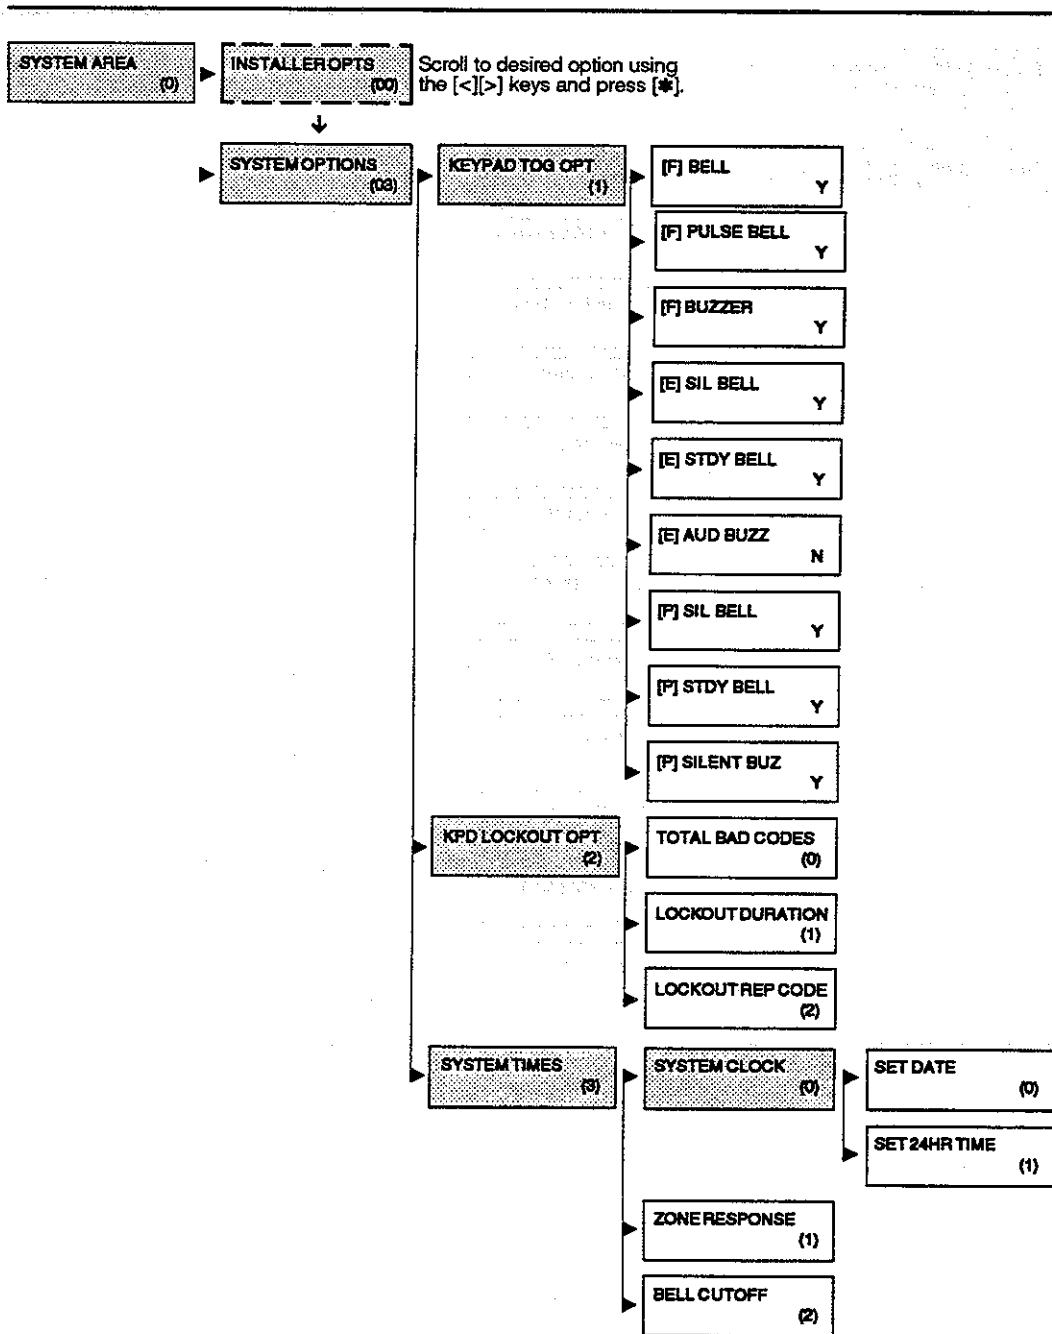 SYSTEM AREA
(0)
INSTALLER OPTS
(00)
Scroll to desired option using
the [<][>] keys and press [✱].
SYSTEM OPTIONS
(03)
KEYPAD TOG OPT
(1)
[F] BELL
Y
[F] PULSE BELL
Y
[F] BUZZER
Y
[E] SIL BELL
Y
[E] STDY BELL
Y
[E] AUD BUZZ
N
[P] SIL BELL
Y
[P] STDY BELL
Y
[P] SILENT BUZ
Y
KPD LOCKOUT OPT
(2)
TOTAL BAD CODES
(0)
LOCKOUT DURATION
(1)
LOCKOUT REP CODE
(2)
SYSTEM TIMES
(3)
SYSTEM CLOCK
(0)
SET DATE
(0)
SET 24HR TIME
(1)
ZONE RESPONSE
(1)
BELL CUTOFF
(2)